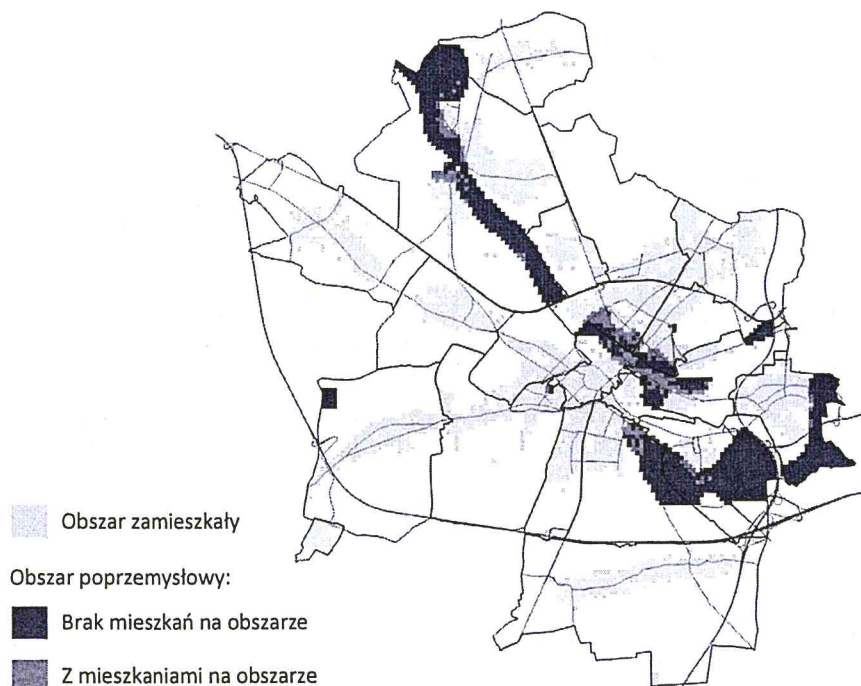 Obszar zamieszkały
Obszar poprzemysłowy:
Brak mieszkań na obszarze
Z mieszkaniami na obszarze